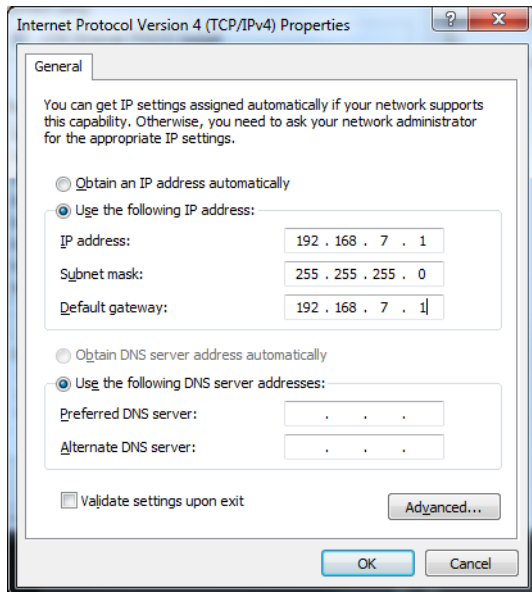 Internet Protocol Version 4 (TCP/IPv4) Properties
General
You can get IP settings assigned automatically if your network supports
this capability. Otherwise, you need to ask your network administrator
for the appropriate IP settings.
Obtain an IP address automatically
Use the following IP address:
IP address: 192 . 168 . 7 . 1
Subnet mask: 255 . 255 . 255 . 0
Default gateway: 192 . 168 . 7 . 1
Obtain DNS server address automatically
Use the following DNS server addresses:
Preferred DNS server: . . .
Alternate DNS server: . . .
Validate settings upon exit
Advanced...
OK Cancel